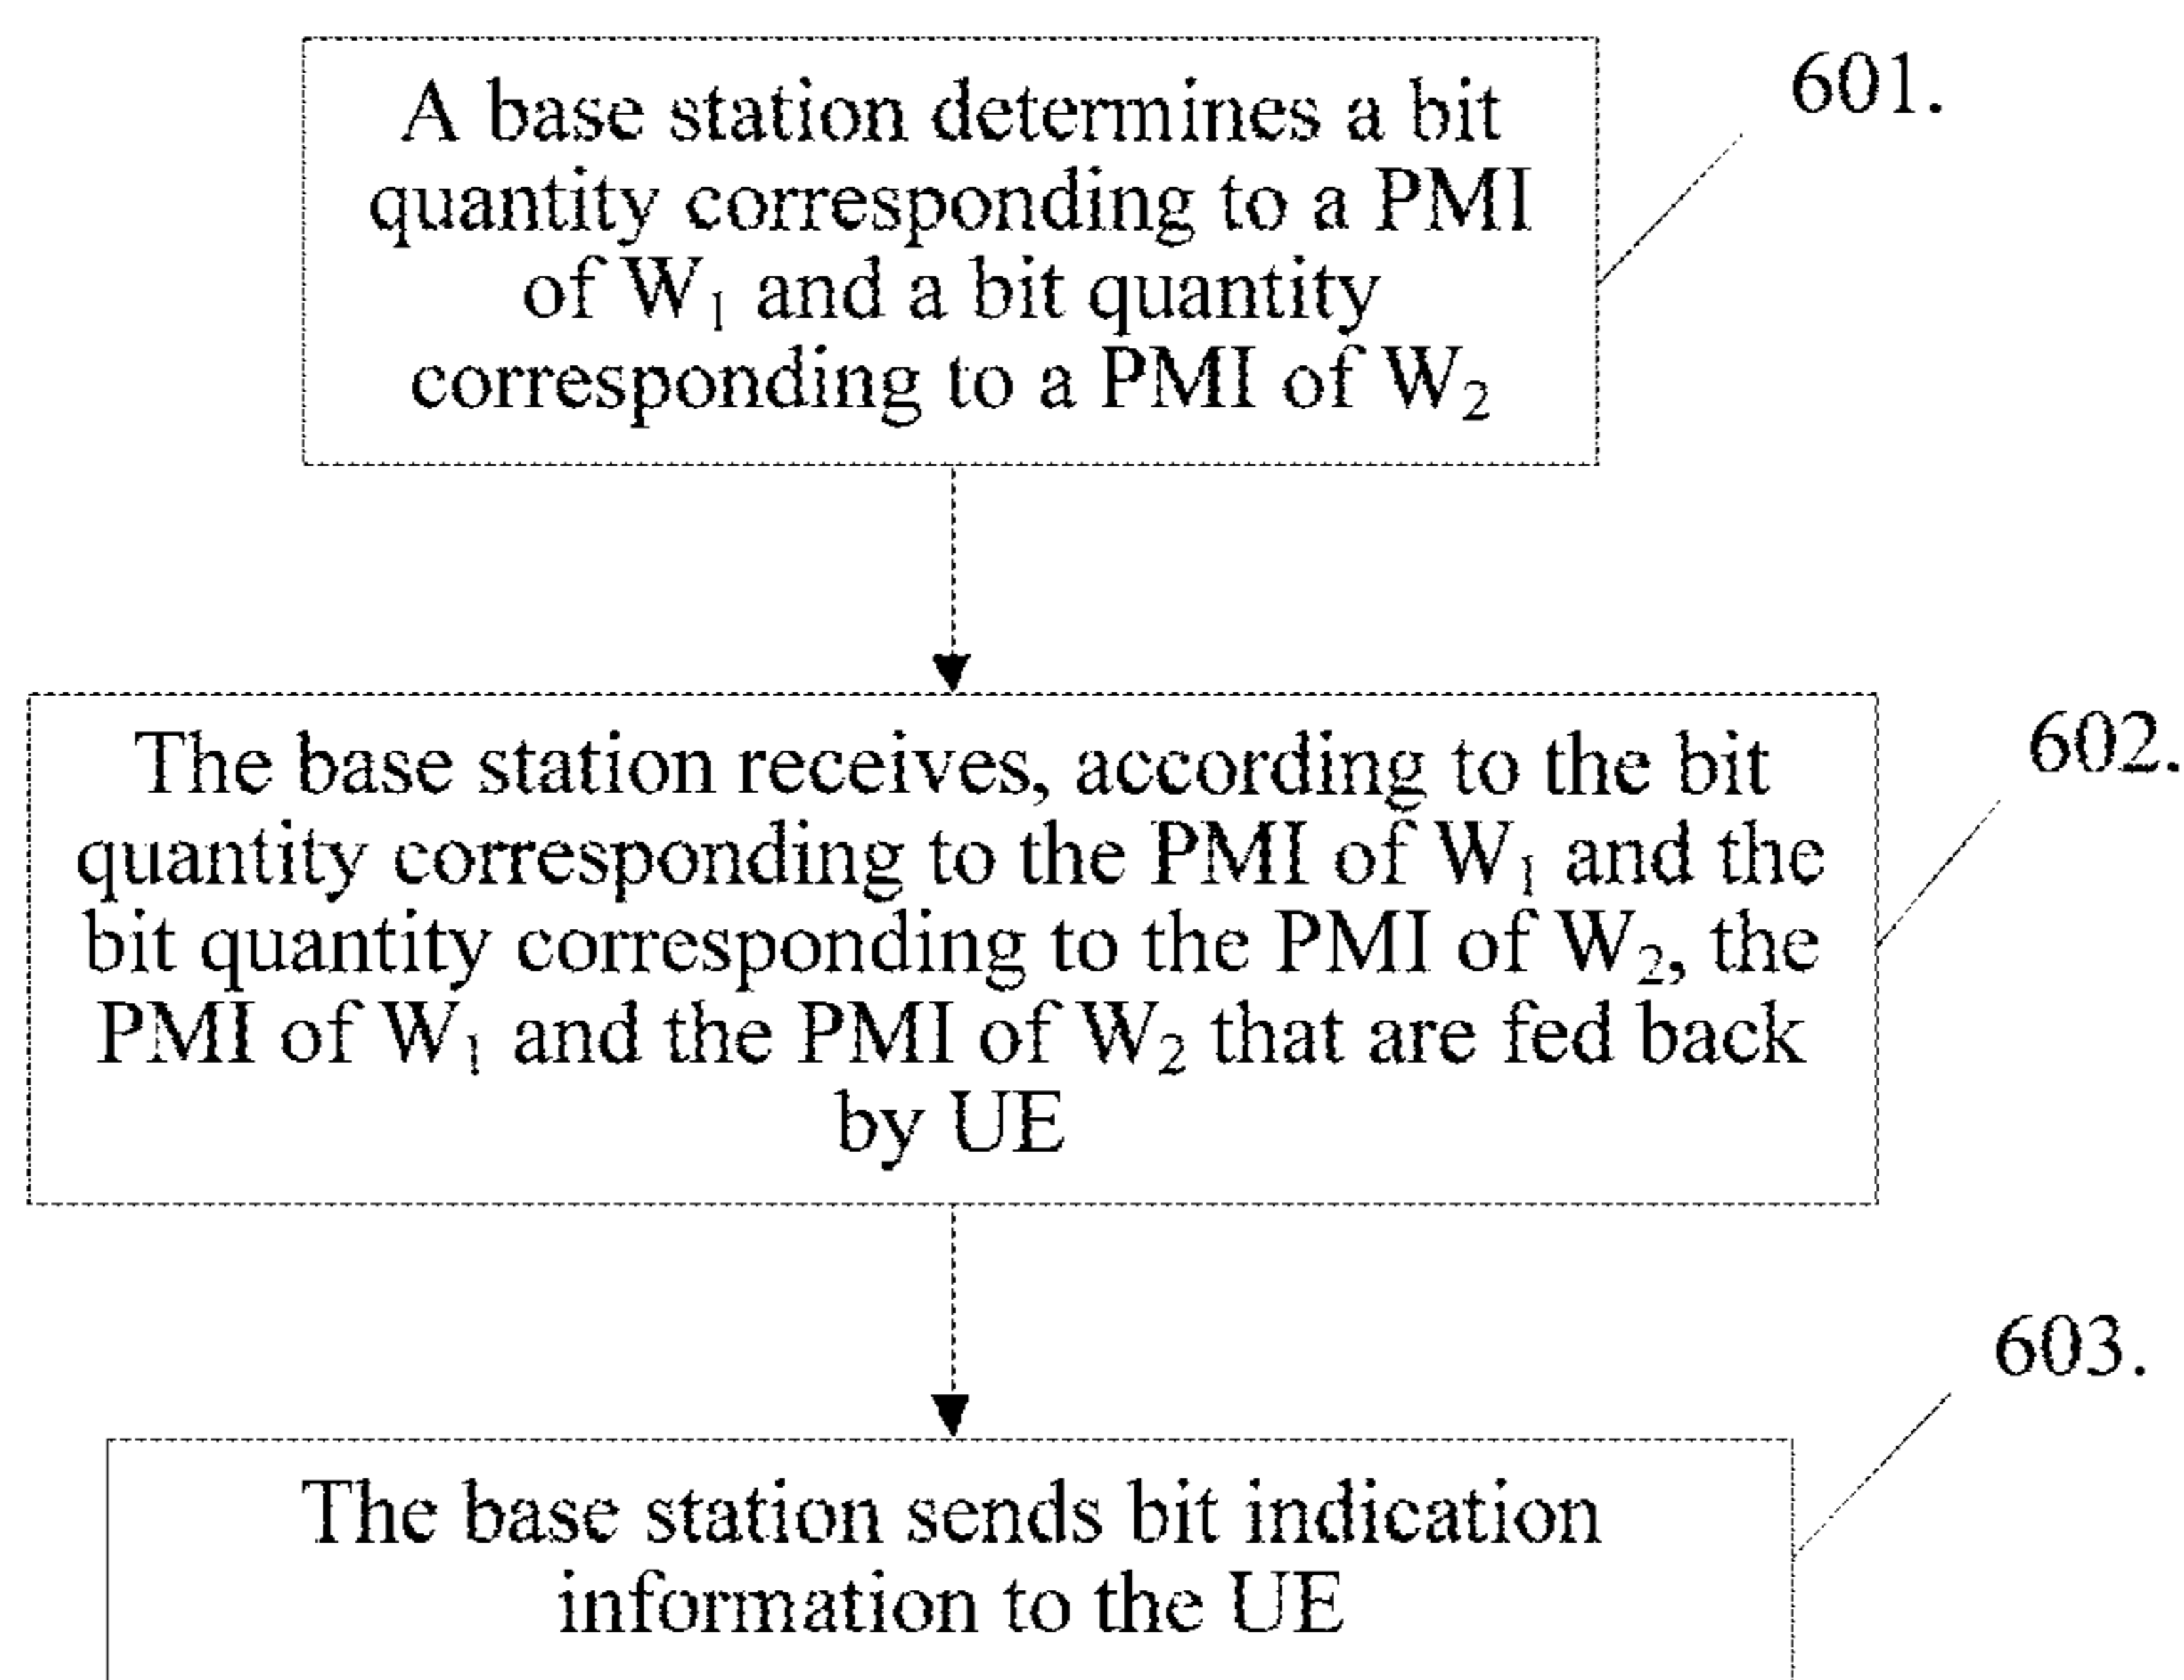 A base station determines a bit
quantity corresponding to a PMI
of W₁ and a bit quantity
corresponding to a PMI of W₂
601.
The base station receives, according to the bit
quantity corresponding to the PMI of W₁ and the
bit quantity corresponding to the PMI of W₂, the
PMI of W₁ and the PMI of W₂ that are fed back
by UE
602.
The base station sends bit indication
information to the UE
603.